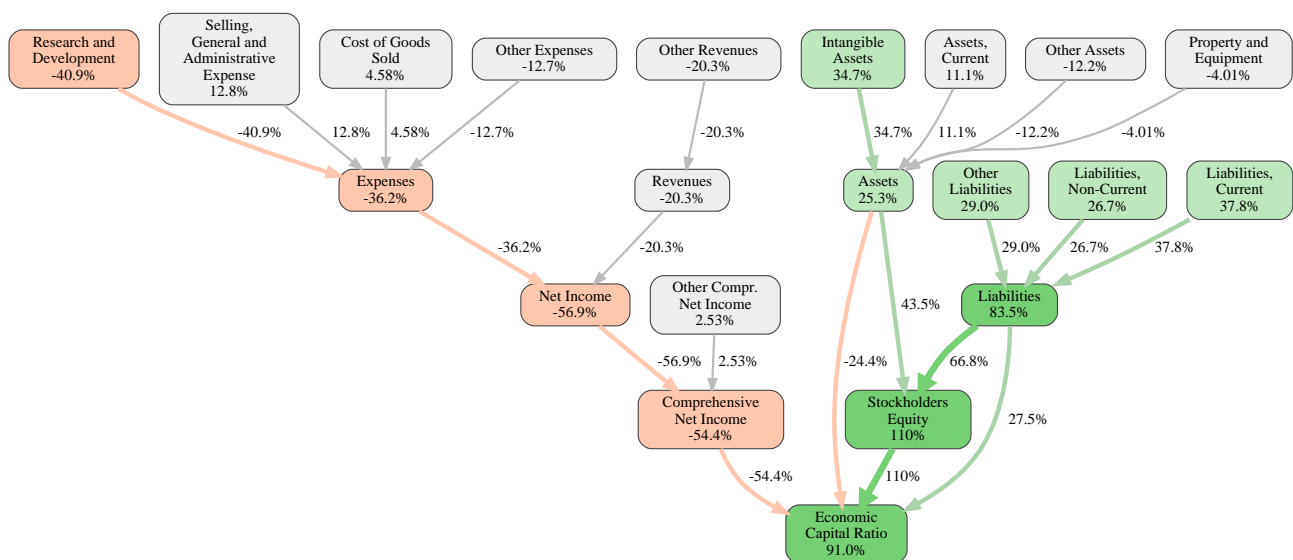 Research and
Development
-40.9%
Selling,
General and
Administrative
Expense
12.8%
Cost of Goods
Sold
4.58%
Other Expenses
-12.7%
Other Revenues
-20.3%
Intangible
Assets
34.7%
Assets,
Current
11.1%
Other Assets
-12.2%
Property and
Equipment
-4.01%
-40.9%
12.8%
4.58%
-12.7%
-20.3%
34.7%
11.1%
-12.2%
-4.01%
Expenses
-36.2%
Revenues
-20.3%
Assets
25.3%
Other
Liabilities
29.0%
Liabilities,
Non-Current
26.7%
Liabilities,
Current
37.8%
-36.2%
-20.3%
29.0%
26.7%
37.8%
Net Income
-56.9%
Other Compr.
Net Income
2.53%
43.5%
Liabilities
83.5%
-56.9%
2.53%
-24.4%
66.8%
Comprehensive
Net Income
-54.4%
Stockholders
Equity
110%
27.5%
-54.4%
110%
Economic
Capital Ratio
91.0%